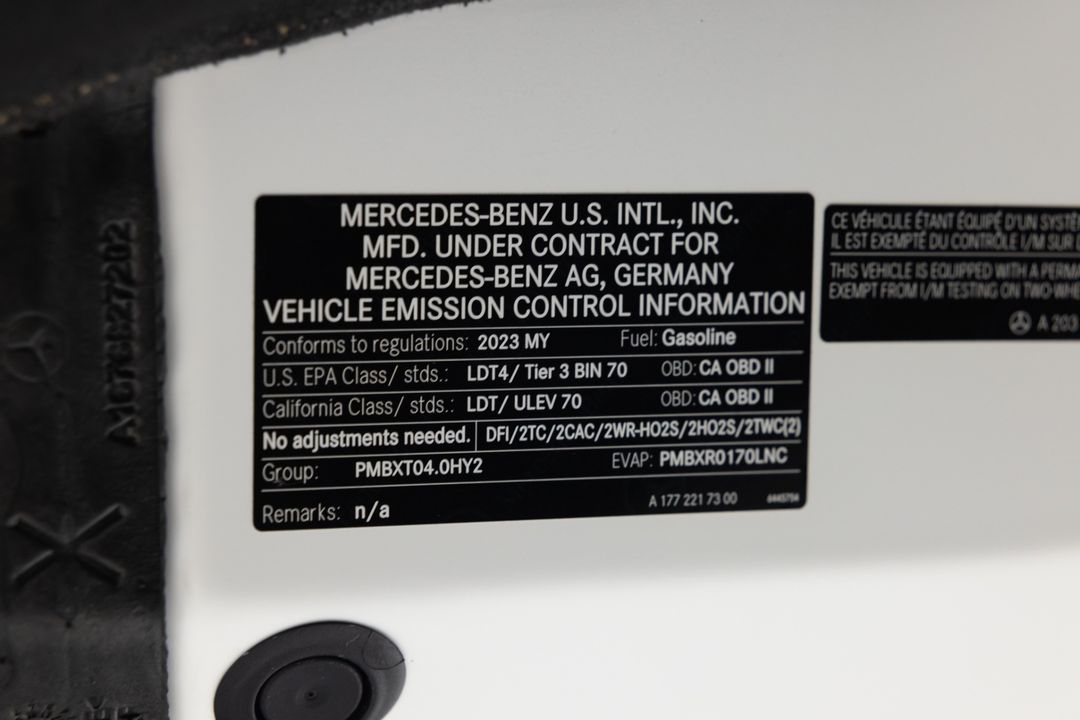 MERCEDES-BENZ U.S. INTL., INC.
MFD. UNDER CONTRACT FOR
MERCEDES-BENZ AG, GERMANY
VEHICLE EMISSION CONTROL INFORMATION
Conforms to regulations: 2023 MY Fuel: Gasoline
U.S. EPA Class/ stds.: LDT4/ Tier 3 BIN 70 OBD: CA OBD II
California Class/ stds.: LDT/ ULEV 70 OBD: CA OBD II
No adjustments needed. DFI/2TC/2CAC/2WR-HO2S/2HO2S/2TWC(2)
Group: PMBXT04.0HY2 EVAP: PMBXR0170LNC
Remarks: n/a A 177 221 73 00
CE VÉHICULE ÉTANT ÉQUIPÉ D'UN SYSTÈ
IL EST EXEMPTÉ DU CONTRÔLE I/M SUR
THIS VEHICLE IS EQUIPPED WITH A PERMA
EXEMPT FROM I/M TESTING ON TWO-WHE
A 203